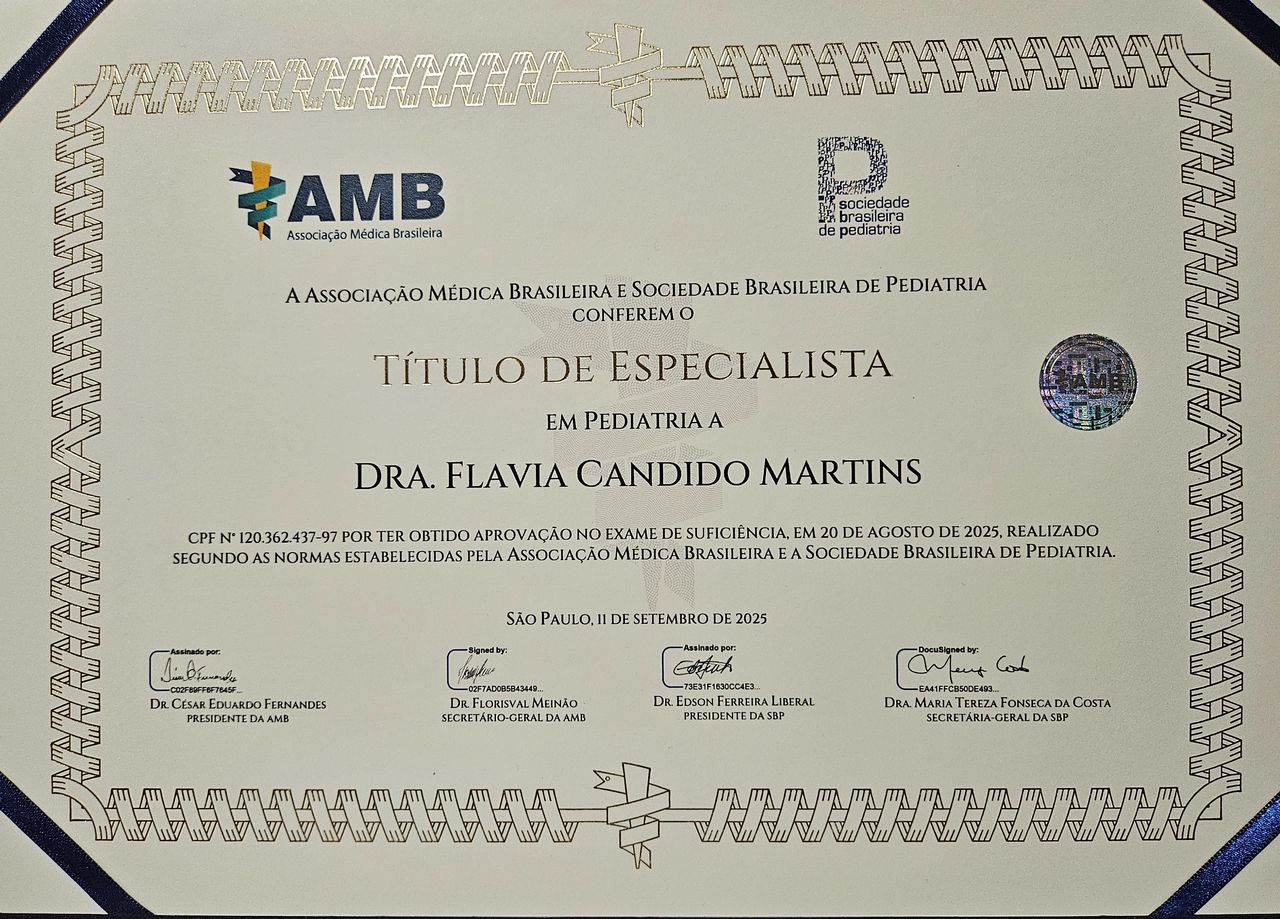 AMB
Associação Médica Brasileira
sociedade
brasileira
de pediatria
A Associação Médica Brasileira e Sociedade Brasileira de Pediatria
conferem o
Título de Especialista
em Pediatria a
Dra. Flavia Candido Martins
CPF Nº 120.362.437-97 por ter obtido aprovação no exame de suficiência, em 20 de agosto de 2025, realizado
segundo as normas estabelecidas pela Associação Médica Brasileira e a Sociedade Brasileira de Pediatria.
AMB
São Paulo, 11 de setembro de 2025
Assinado por:
C02F89FF6F7645F...
Dr. César Eduardo Fernandes
presidente da AMB
Signed by:
02F7AD0B5B43449...
Dr. Florisval Meinão
secretário-geral da AMB
Assinado por:
73E31F1630CC4E3...
Dr. Edson Ferreira Liberal
presidente da SBP
DocuSigned by:
EA41FFCB50DE493...
Dra. Maria Tereza Fonseca da Costa
secretária-geral da SBP